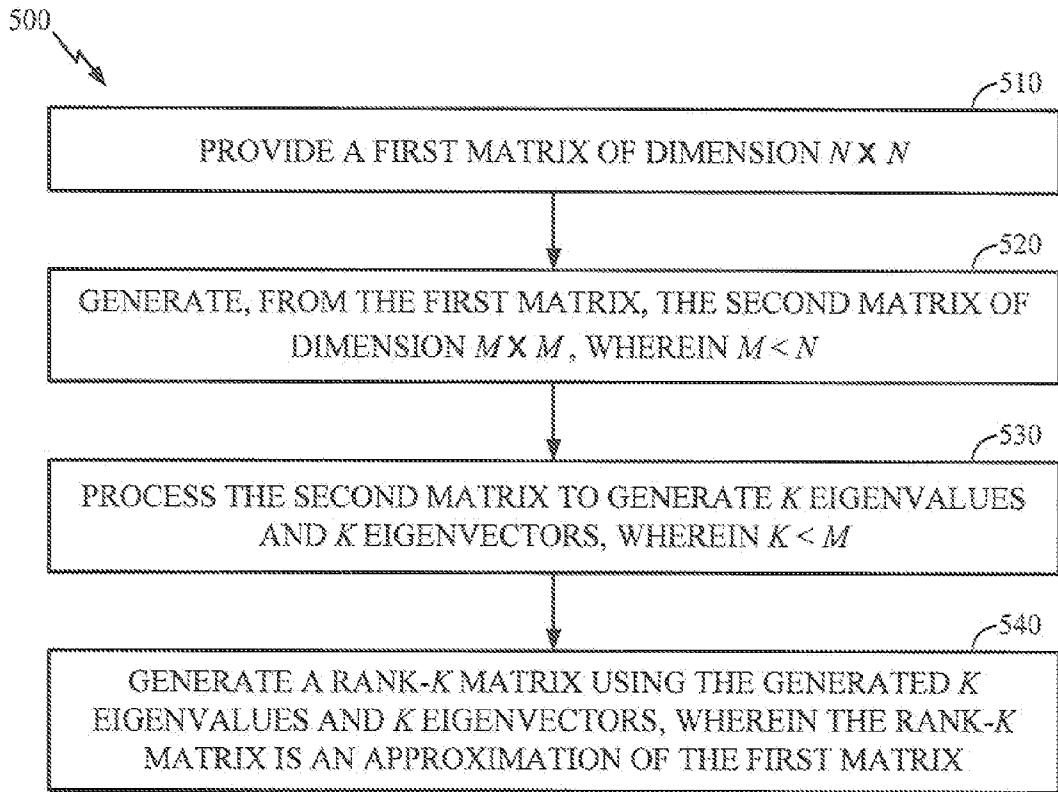 500
510
PROVIDE A FIRST MATRIX OF DIMENSION N X N
520
GENERATE, FROM THE FIRST MATRIX, THE SECOND MATRIX OF
DIMENSION M X M , WHEREIN M < N
530
PROCESS THE SECOND MATRIX TO GENERATE K EIGENVALUES
AND K EIGENVECTORS, WHEREIN K < M
540
GENERATE A RANK-K MATRIX USING THE GENERATED K
EIGENVALUES AND K EIGENVECTORS, WHEREIN THE RANK-K
MATRIX IS AN APPROXIMATION OF THE FIRST MATRIX